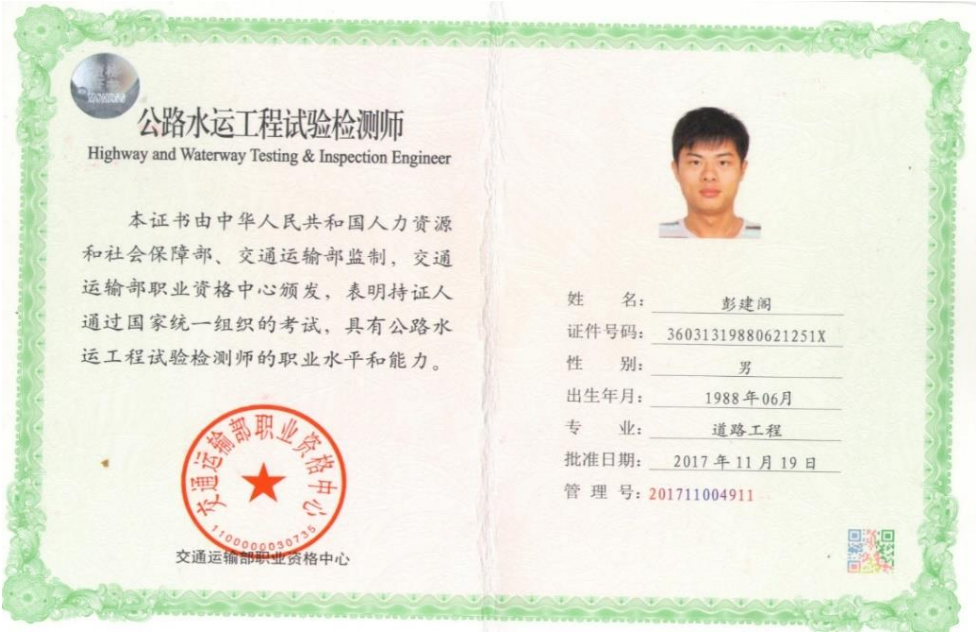 公路水运工程试验检测师
Highway and Waterway Testing & Inspection Engineer
本证书由中华人民共和国人力资源
和社会保障部、交通运输部监制，交通
运输部职业资格中心颁发，表明持证人
通过国家统一组织的考试，具有公路水
运工程试验检测师的职业水平和能力。
交通运输部职业资格中心
1100000030735
交通运输部职业资格中心
姓 名： 彭建阁
证件号码： 36031319880621251X
性 别： 男
出生年月： 1988年06月
专 业： 道路工程
批准日期： 2017年11月19日
管 理 号：201711004911